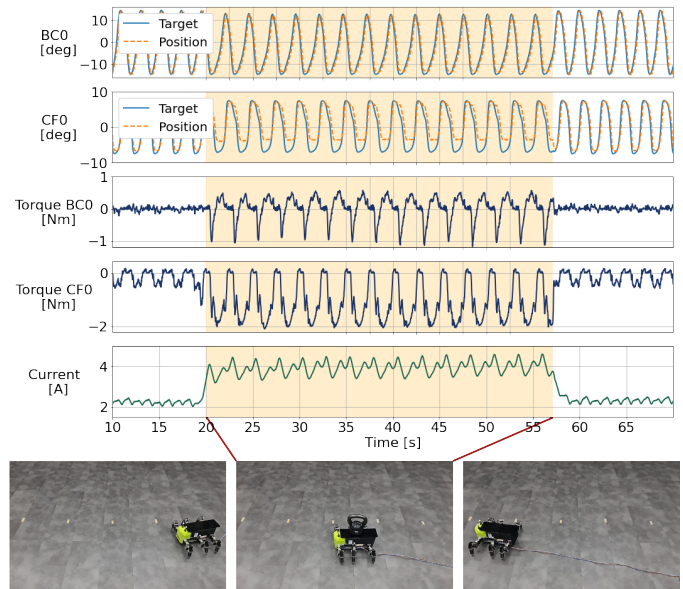 BC0
[deg]
10
0
−10
Target
Position
CF0
[deg]
10
0
−10
Target
Position
Torque BC0
[Nm]
1
0
−1
Torque CF0
[Nm]
0
−2
Current
[A]
4
2
10 15 20 25 30 35 40 45 50 55 60 65
Time [s]